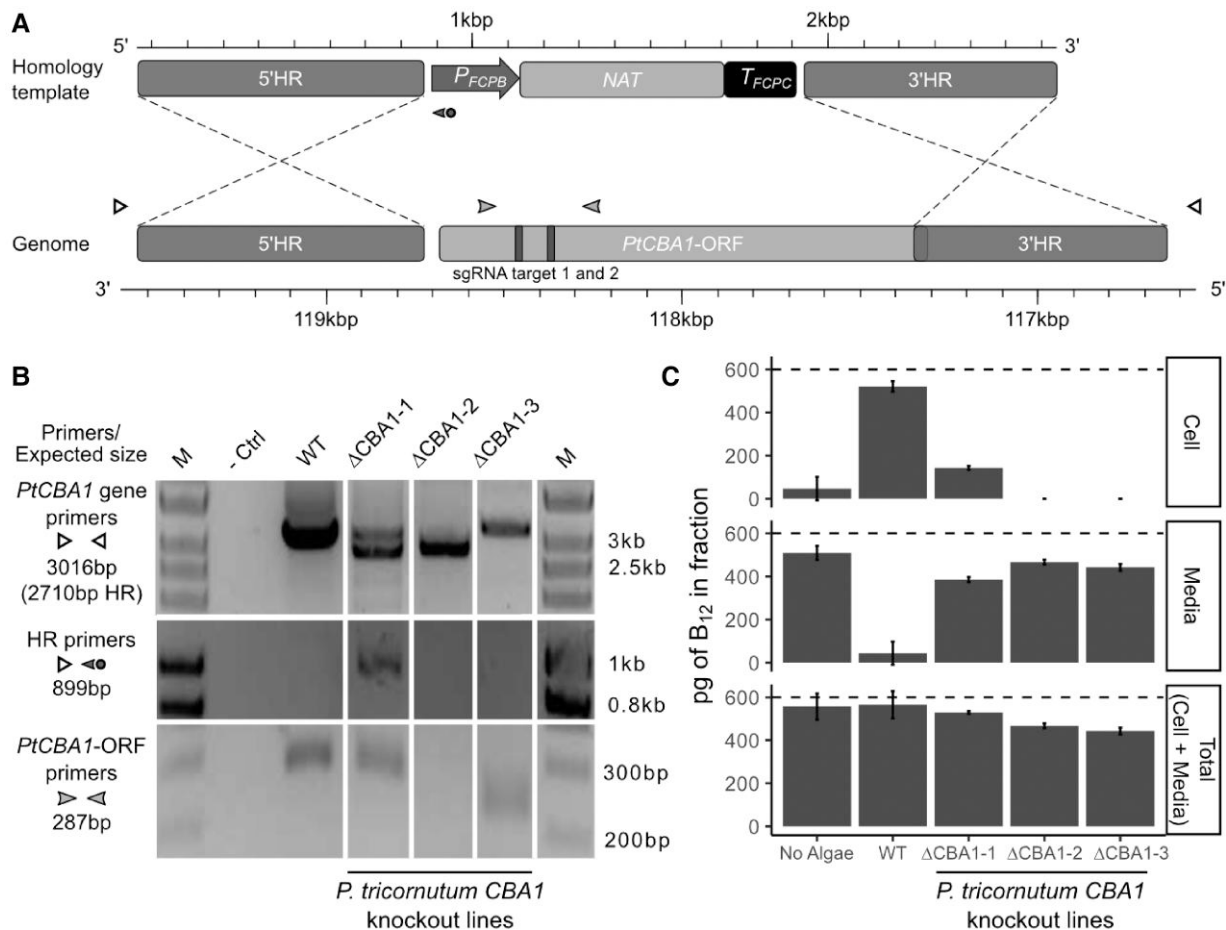 A
1kbp
2kbp
5'
3'
Homology
template
5'HR
P_FCPB
NAT
T_FCPC
3'HR
Genome
5'HR
PtCBA1-ORF
3'HR
sgRNA target 1 and 2
3'
5'
119kbp
118kbp
117kbp
B
Primers/
Expected size
M
- Ctrl
WT
ΔCBA1-1
ΔCBA1-2
ΔCBA1-3
M
PtCBA1 gene
primers
3016bp
(2710bp HR)
3kb
2.5kb
HR primers
899bp
1kb
0.8kb
PtCBA1-ORF
primers
287bp
300bp
200bp
P. tricornutum CBA1
knockout lines
C
pg of B12 in fraction
600
400
200
0
Cell
600
400
200
0
Media
600
400
200
0
Total
(Cell + Media)
No Algae
WT
ΔCBA1-1
ΔCBA1-2
ΔCBA1-3
P. tricornutum CBA1
knockout lines